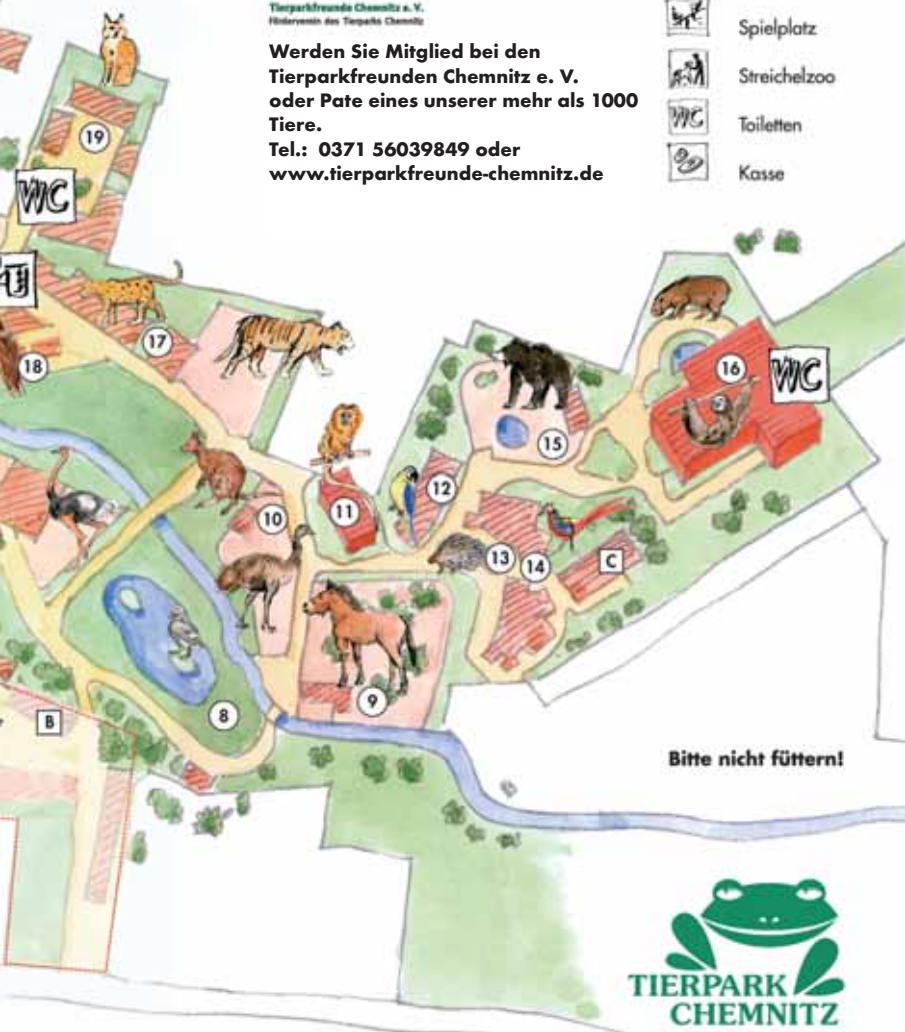 Tierparkfreunde Chemnitz e. V.
Förderverein des Tierparks Chemnitz
Werden Sie Mitglied bei den
Tierparkfreunden Chemnitz e. V.
oder Pate eines unserer mehr als 1000
Tiere.
Tel.: 0371 56039849 oder
www.tierparkfreunde-chemnitz.de
Spielplatz
Streichelzoo
WC
Toiletten
Kasse
19
WC
17
18
16
WC
15
12
11
10
13
14
C
9
8
B
Bitte nicht füttern!
TIERPARK
CHEMNITZ